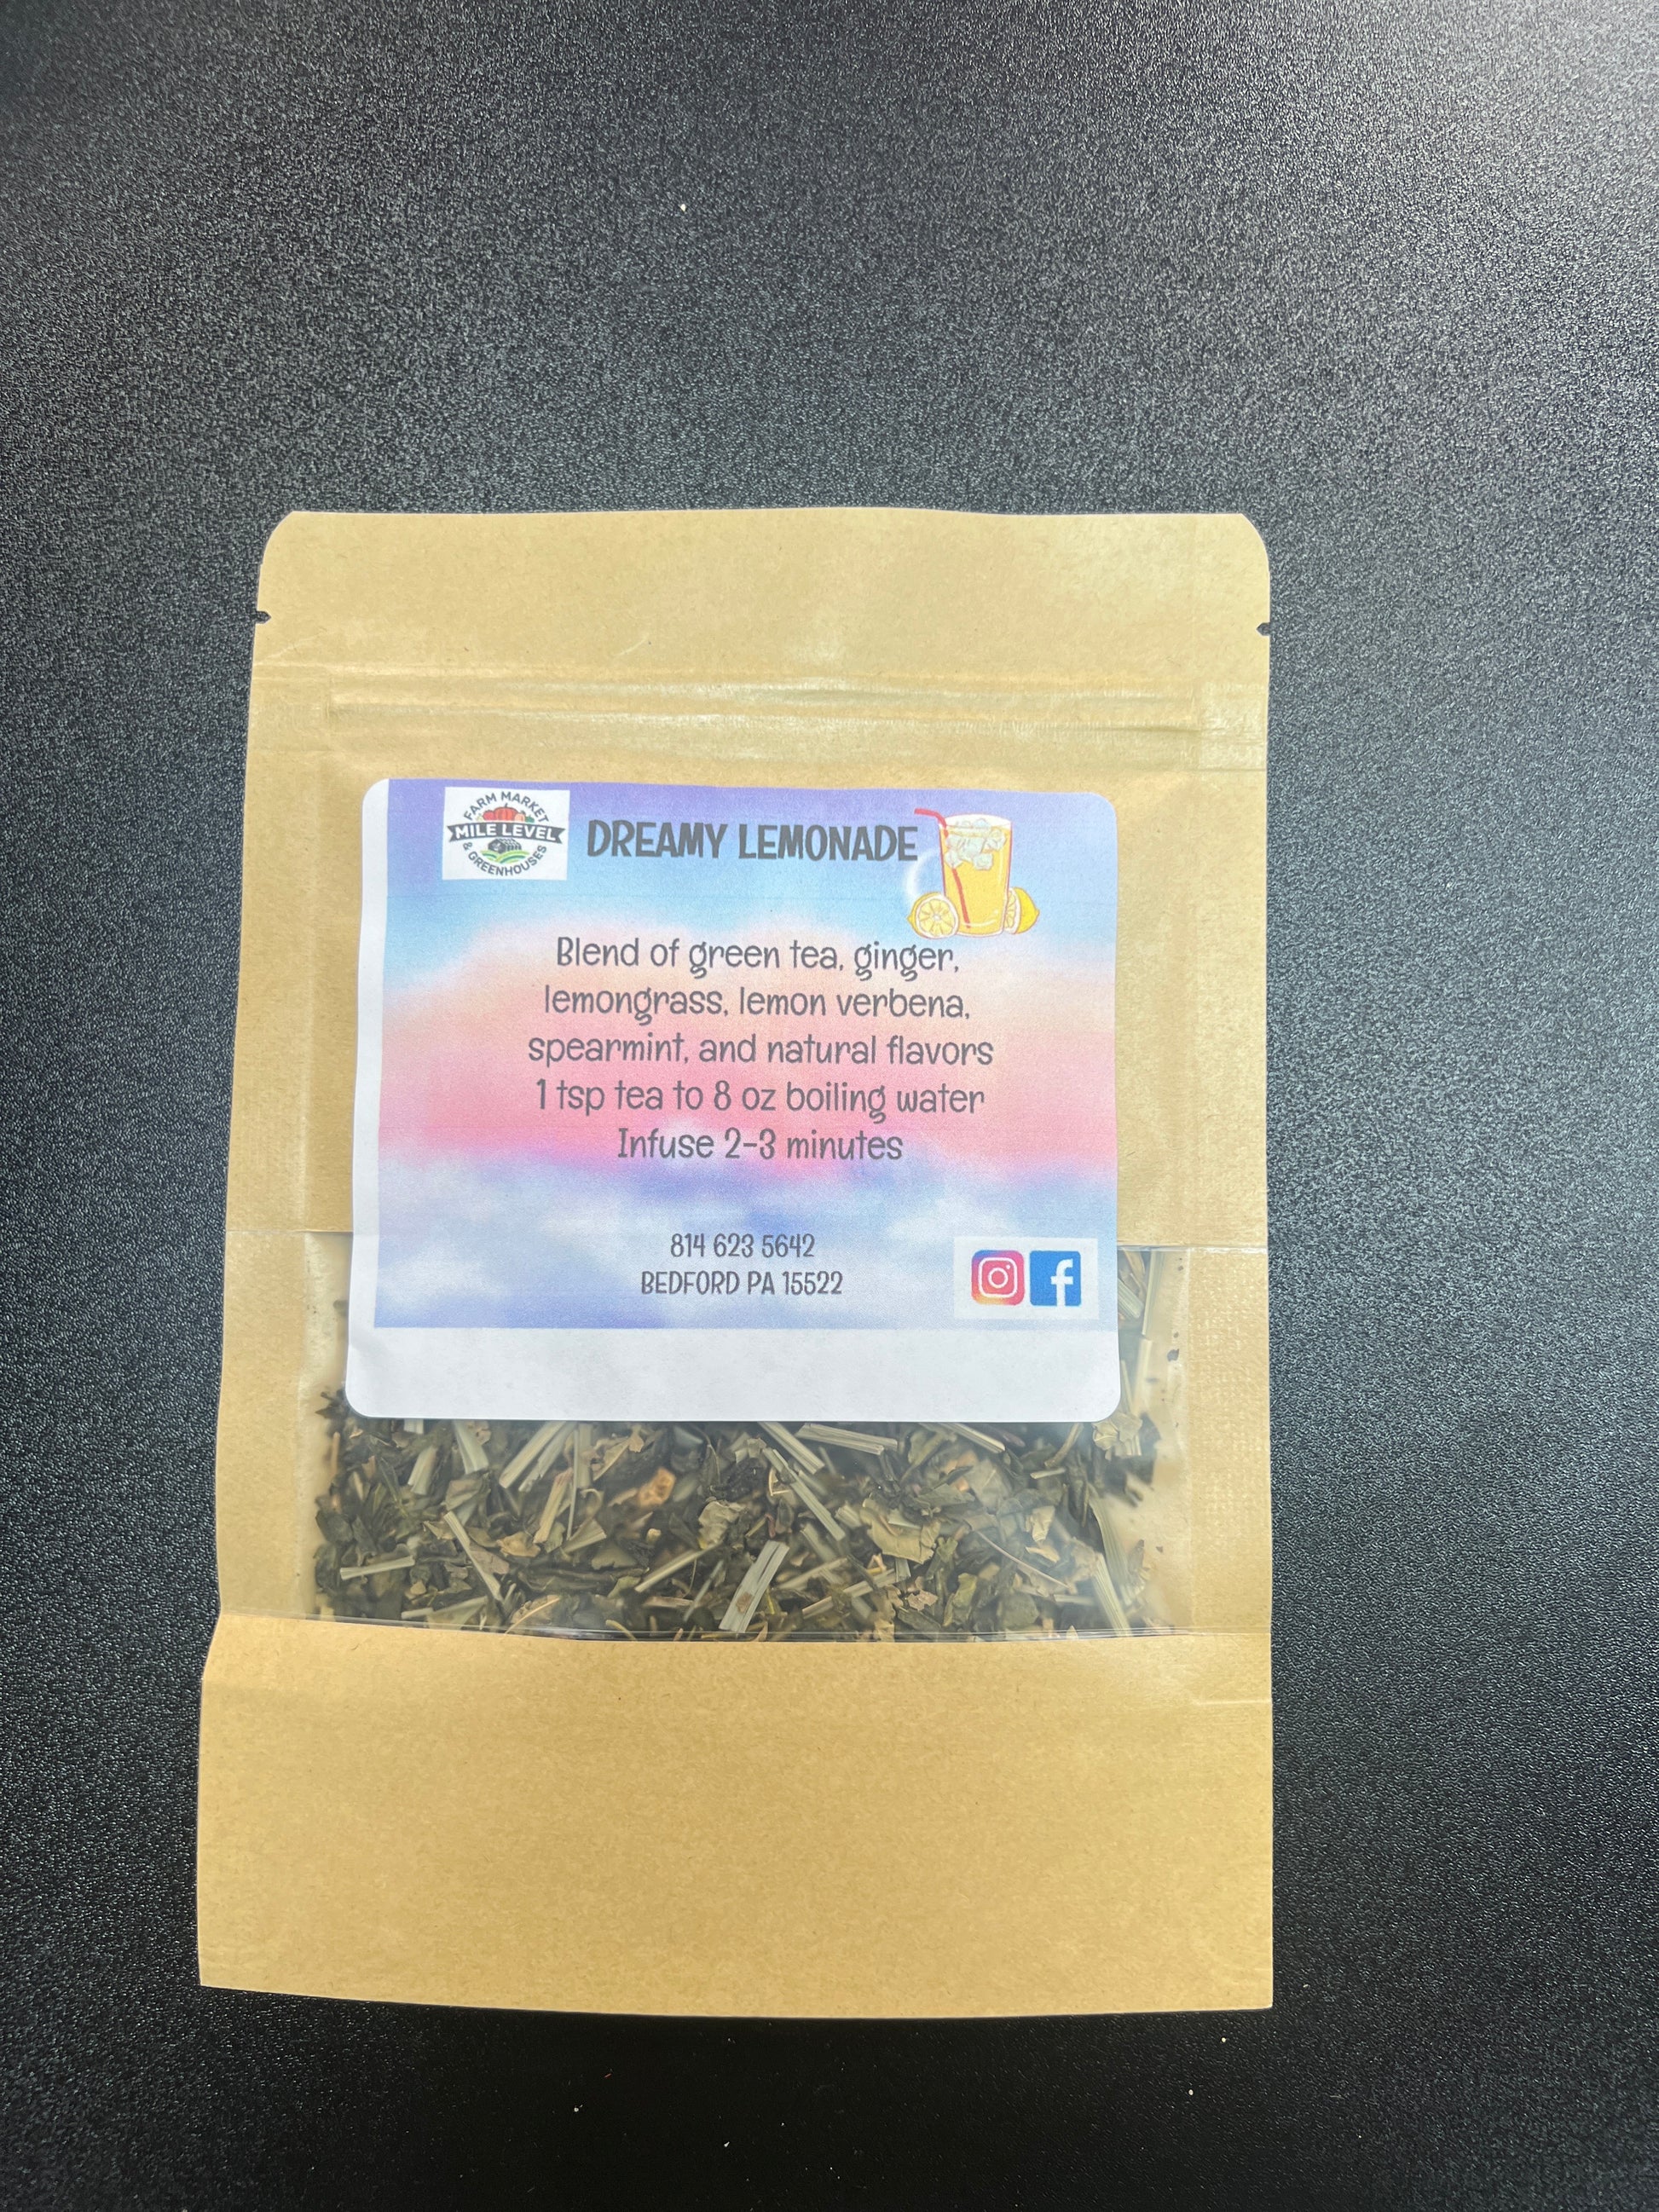 FARM MARKET
MILE LEVEL
& GREENHOUSES
DREAMY LEMONADE
Blend of green tea, ginger,
lemongrass, lemon verbena,
spearmint, and natural flavors
1 tsp tea to 8 oz boiling water
Infuse 2-3 minutes
814 623 5642
BEDFORD PA 15522
f